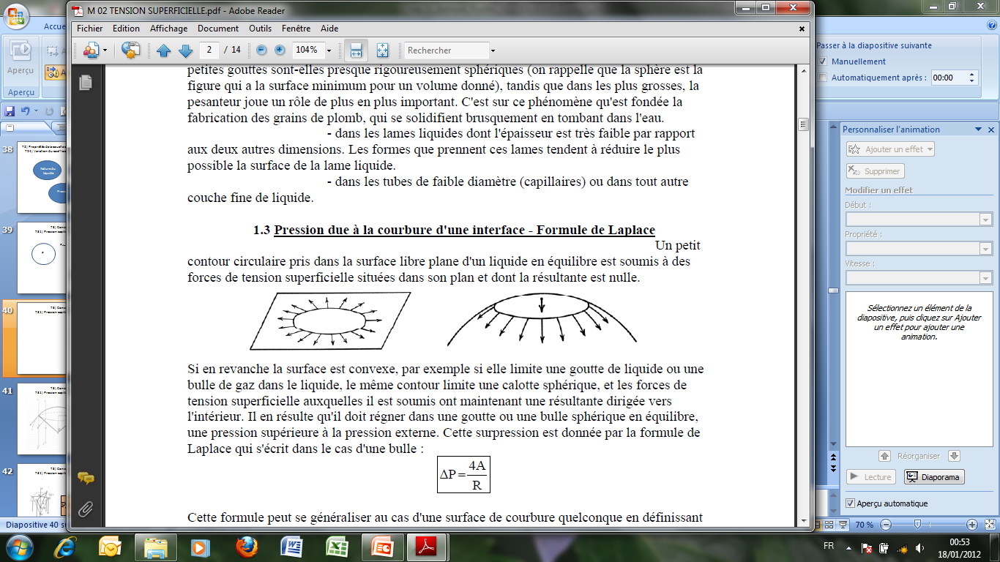 M 02 TENSION SUPERFICIELLE.pdf - Adobe Reader
Fichier Edition Affichage Document Outils Fenêtre Aide
2 / 14 104% Rechercher
petites gouttes sont-elles presque rigoureusement sphériques (on rappelle que la sphère est la
figure qui a la surface minimum pour un volume donné), tandis que dans les plus grosses, la
pesanteur joue un rôle de plus en plus important. C'est sur ce phénomène qu'est fondée la
fabrication des grains de plomb, qui se solidifient brusquement en tombant dans l'eau.
- dans les lames liquides dont l'épaisseur est très faible par rapport
aux deux autres dimensions. Les formes que prennent ces lames tendent à réduire le plus
possible la surface de la lame liquide.
- dans les tubes de faible diamètre (capillaires) ou dans tout autre
couche fine de liquide.
1.3 Pression due à la courbure d'une interface - Formule de Laplace
Un petit
contour circulaire pris dans la surface libre plane d'un liquide en équilibre est soumis à des
forces de tension superficielle situées dans son plan et dont la résultante est nulle.
Si en revanche la surface est convexe, par exemple si elle limite une goutte de liquide ou une
bulle de gaz dans le liquide, le même contour limite une calotte sphérique, et les forces de
tension superficielle auxquelles il est soumis ont maintenant une résultante dirigée vers
l'intérieur. Il en résulte qu'il doit régner dans une goutte ou une bulle sphérique en équilibre,
une pression supérieure à la pression externe. Cette surpression est donnée par la formule de
Laplace qui s'écrit dans le cas d'une bulle :
ΔP = 4A
R
Cette formule peut se généraliser au cas d'une surface de courbure quelconque en définissant
Accue
Aperçu
Aperçu
38
39
40
41
42
Diapositive 40 s
Passer à la diapositive suivante
Manuellement
Automatiquement après : 00:00
Personnaliser l'animation
Ajouter un effet
Supprimer
Modifier un effet
Début :
Propriété :
Vitesse :
Sélectionnez un élément de la
diapositive, puis cliquez sur Ajouter
un effet pour ajouter une
animation.
Réorganiser
Lecture Diaporama
Aperçu automatique
70 %
FR
00:53
18/01/2012